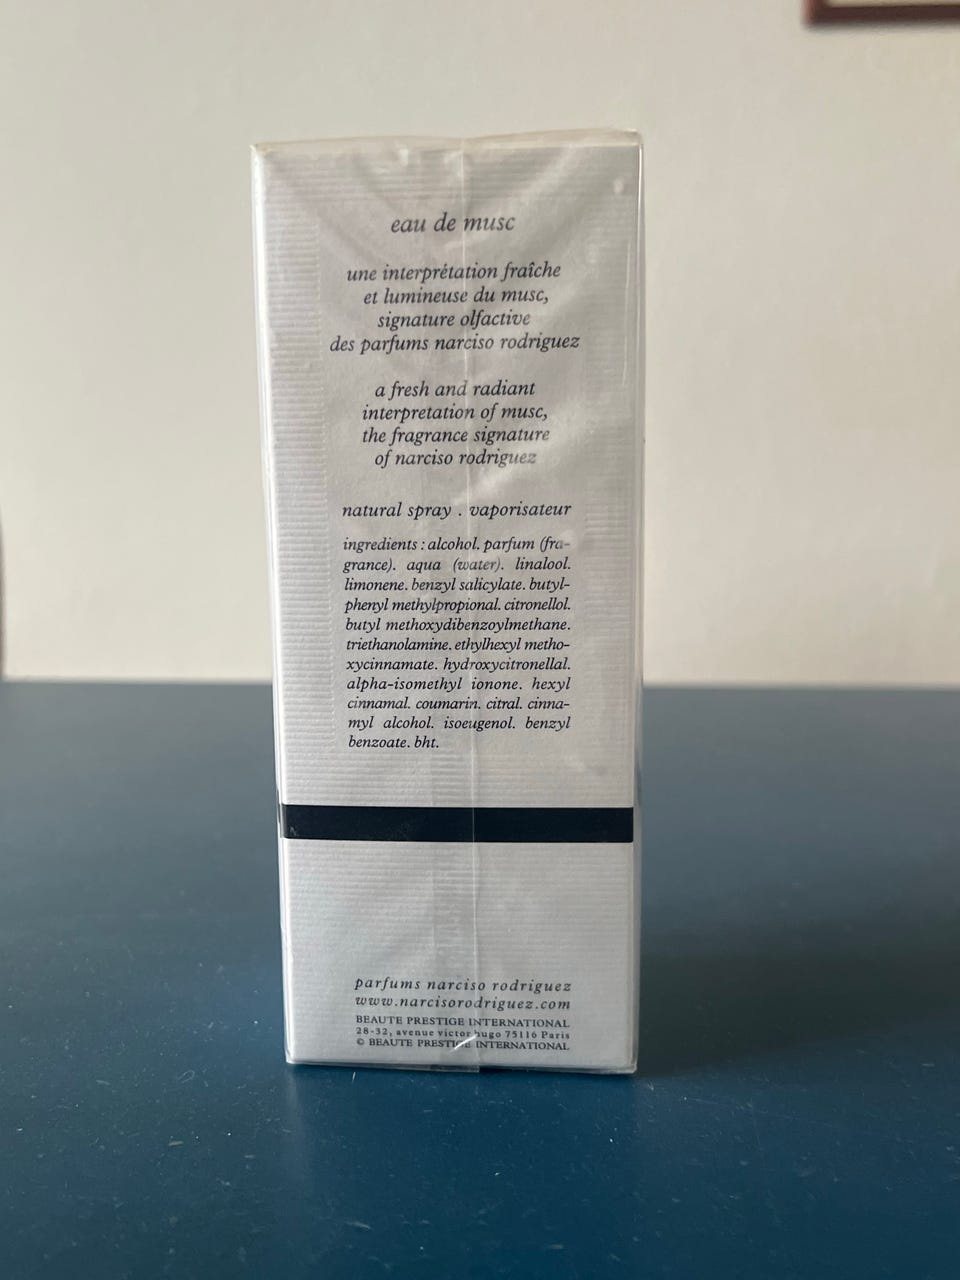 eau de musc
une interprétation fraîche
et lumineuse du musc,
signature olfactive
des parfums narciso rodriguez
a fresh and radiant
interpretation of musc,
the fragrance signature
of narciso rodriguez
natural spray . vaporisateur
ingredients : alcohol. parfum (fra-
grance). aqua (water). linalool.
limonene. benzyl salicylate. butyl-
phenyl methylpropional. citronellol.
butyl methoxydibenzoylmethane.
triethanolamine. ethylhexyl metho-
xycinnamate. hydroxycitronellal.
alpha-isomethyl ionone. hexyl
cinnamal. coumarin. citral. cinna-
myl alcohol. isoeugenol. benzyl
benzoate. bht.
parfums narciso rodriguez
www.narcisorodriguez.com
BEAUTE PRESTIGE INTERNATIONAL
28-32, avenue victor hugo 75116 Paris
© BEAUTE PRESTIGE INTERNATIONAL